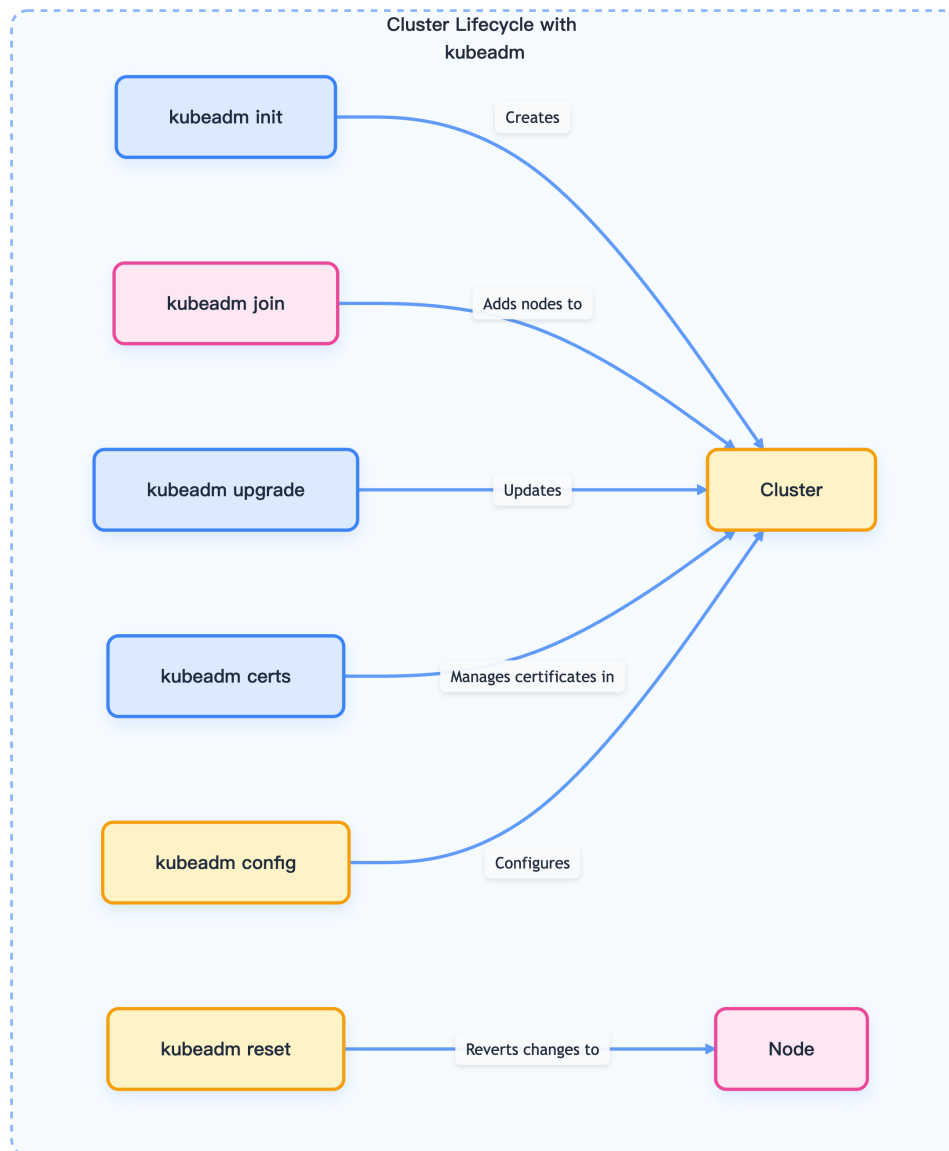 Cluster Lifecycle with
kubeadm
kubeadm init
Creates
kubeadm join
Adds nodes to
kubeadm upgrade
Updates
Cluster
kubeadm certs
Manages certificates in
kubeadm config
Configures
kubeadm reset
Reverts changes to
Node